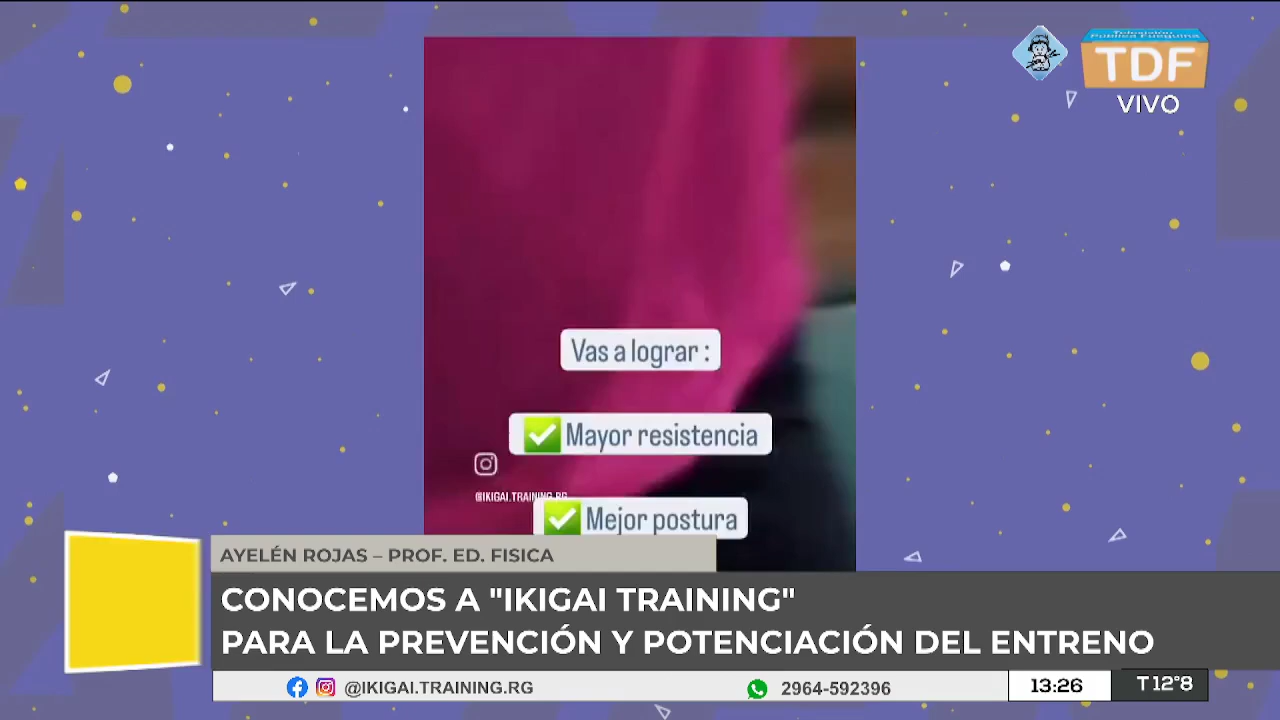 Televisión
Pública Fueguina
TDF
VIVO
Vas a lograr :
✅ Mayor resistencia
@IKIGAI.TRAINING.RG
✅ Mejor postura
AYELÉN ROJAS – PROF. ED. FISICA
CONOCEMOS A "IKIGAI TRAINING"
PARA LA PREVENCIÓN Y POTENCIACIÓN DEL ENTRENO
@IKIGAI.TRAINING.RG
2964-592396
13:26
T12°8